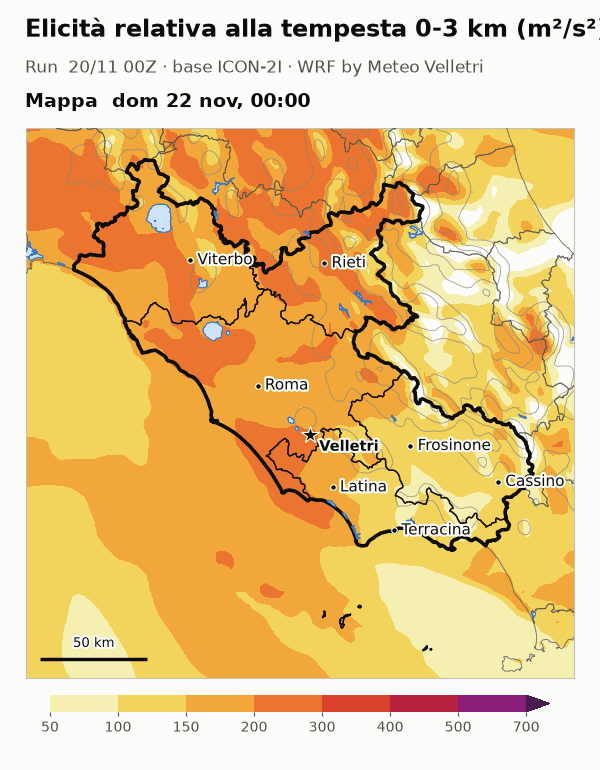 Elicità relativa alla tempesta 0-3 km (m²/s²)
Run 20/11 00Z · base ICON-2I · WRF by Meteo Velletri
Mappa dom 22 nov, 00:00
Viterbo
Rieti
Roma
Velletri
Frosinone
Cassino
Latina
Terracina
50 km
50 100 150 200 300 400 500 700